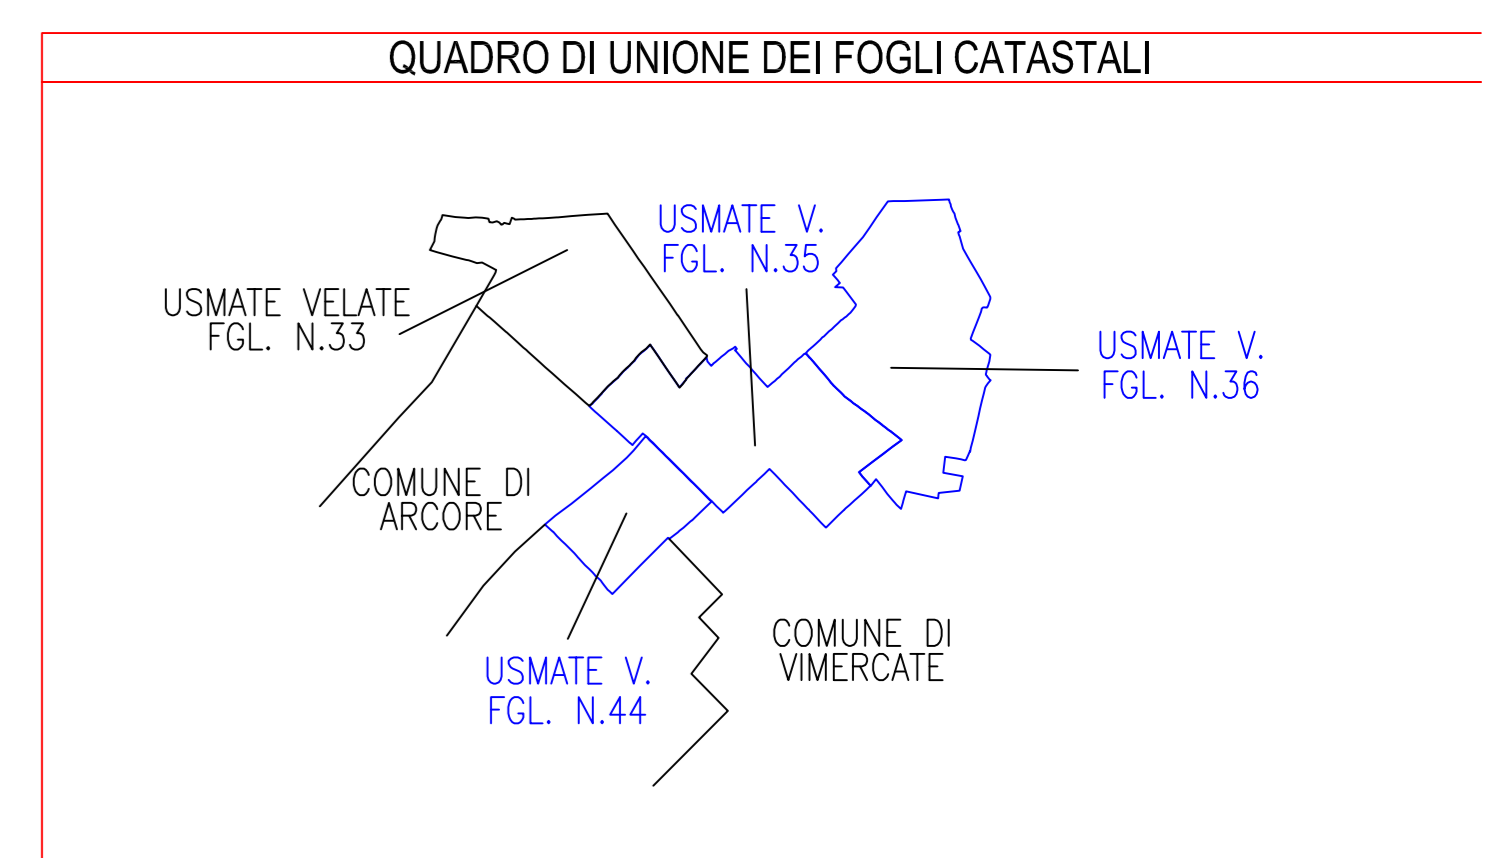 QUADRO DI UNIONE DEI FOGLI CATASTALI
USMATE V.
FGL. N.35
USMATE VELATE
FGL. N.33
USMATE V.
FGL. N.36
COMUNE DI
ARCORE
COMUNE DI
VIMERCATE
USMATE V.
FGL. N.44